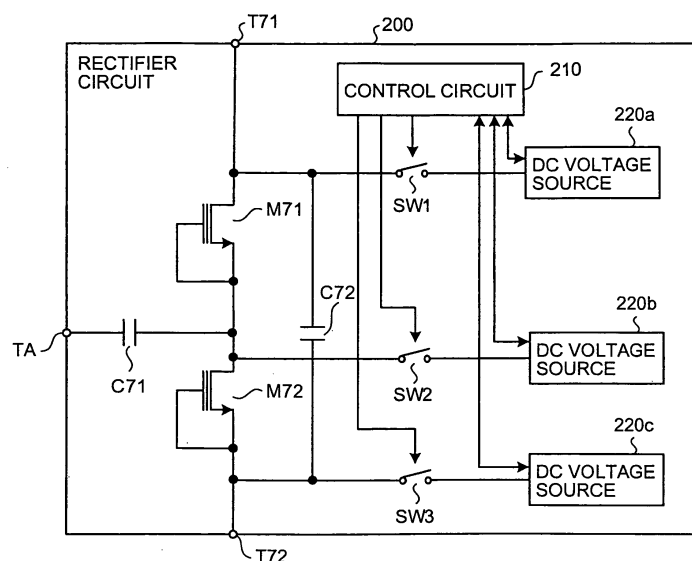 T71
200
RECTIFIER
CIRCUIT
210
CONTROL CIRCUIT
220a
DC VOLTAGE
SOURCE
SW1
M71
C72
220b
TA
C71
DC VOLTAGE
SOURCE
SW2
M72
220c
DC VOLTAGE
SOURCE
SW3
T72